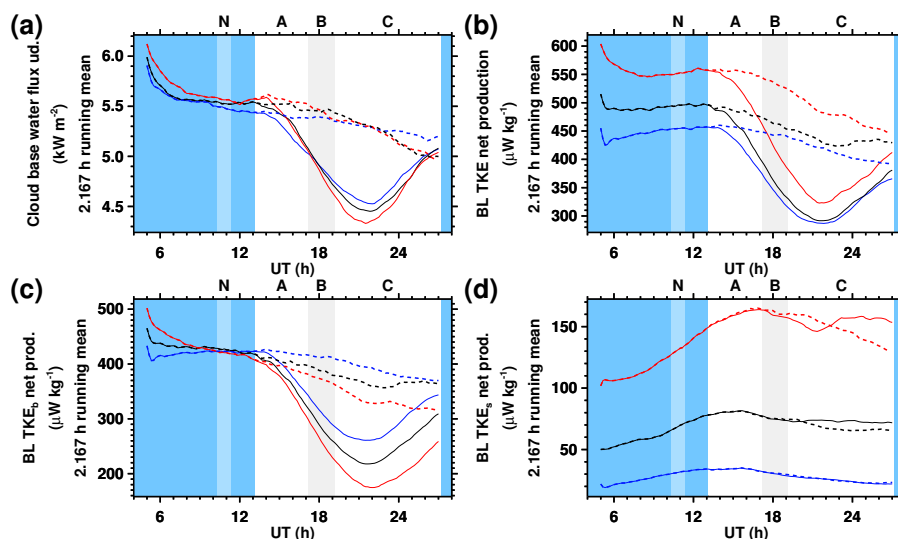 (a)
N A B C
Cloud base water flux ud.
(kW m⁻²)
2.167 h running mean
6.0
5.5
5.0
4.5
6 12 18 24
UT (h)
(b)
N A B C
BL TKE net production
(µW kg⁻¹)
2.167 h running mean
600
550
500
450
400
350
300
6 12 18 24
UT (h)
(c)
N A B C
BL TKE_b net prod.
(µW kg⁻¹)
2.167 h running mean
500
400
300
200
6 12 18 24
UT (h)
(d)
N A B C
BL TKE_s net prod.
(µW kg⁻¹)
2.167 h running mean
150
100
50
6 12 18 24
UT (h)